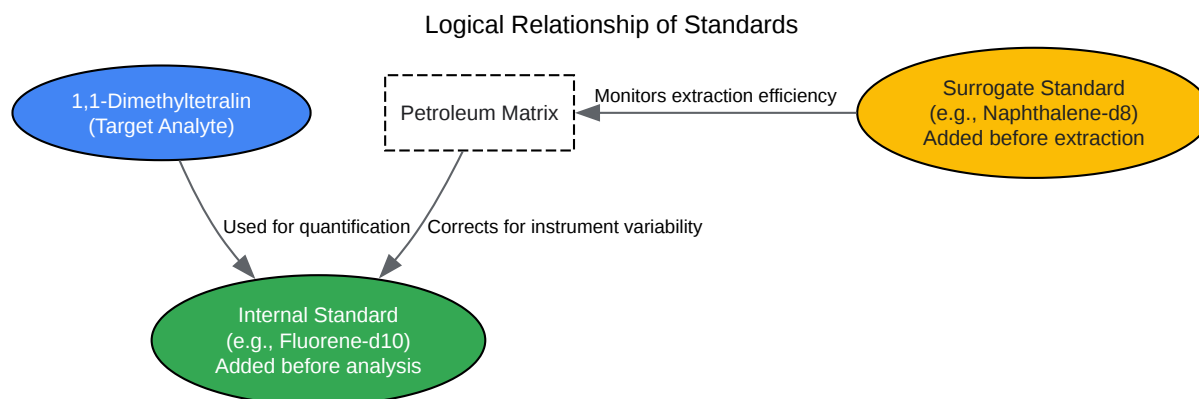 Logical Relationship of Standards
1,1-Dimethyltetralin
(Target Analyte)
Petroleum Matrix
Monitors extraction efficiency
Surrogate Standard
(e.g., Naphthalene-d8)
Added before extraction
Used for quantification
Corrects for instrument variability
Internal Standard
(e.g., Fluorene-d10)
Added before analysis